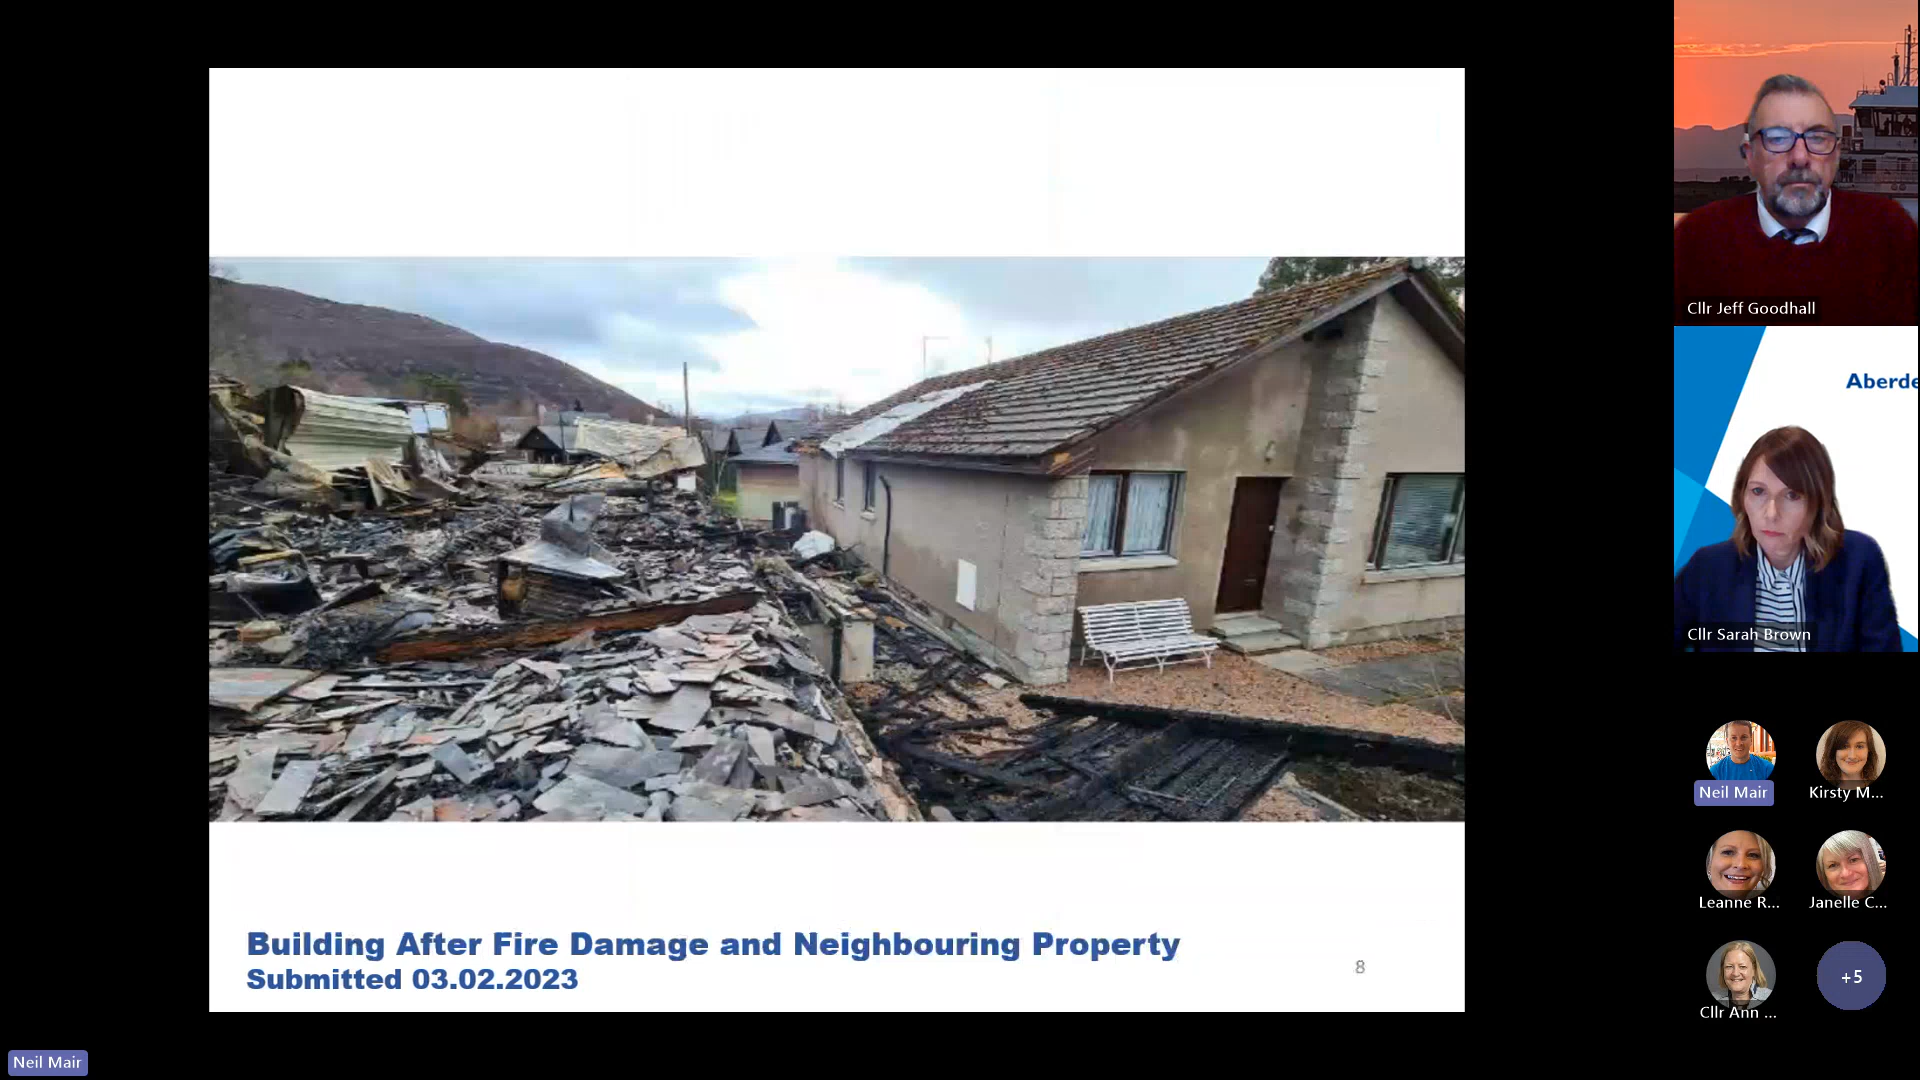 Building After Fire Damage and Neighbouring Property
Submitted 03.02.2023
8
Cllr Jeff Goodhall
Aberde
Cllr Sarah Brown
Neil Mair
Kirsty M...
Leanne R...
Janelle C...
Cllr Ann ...
+5
Neil Mair